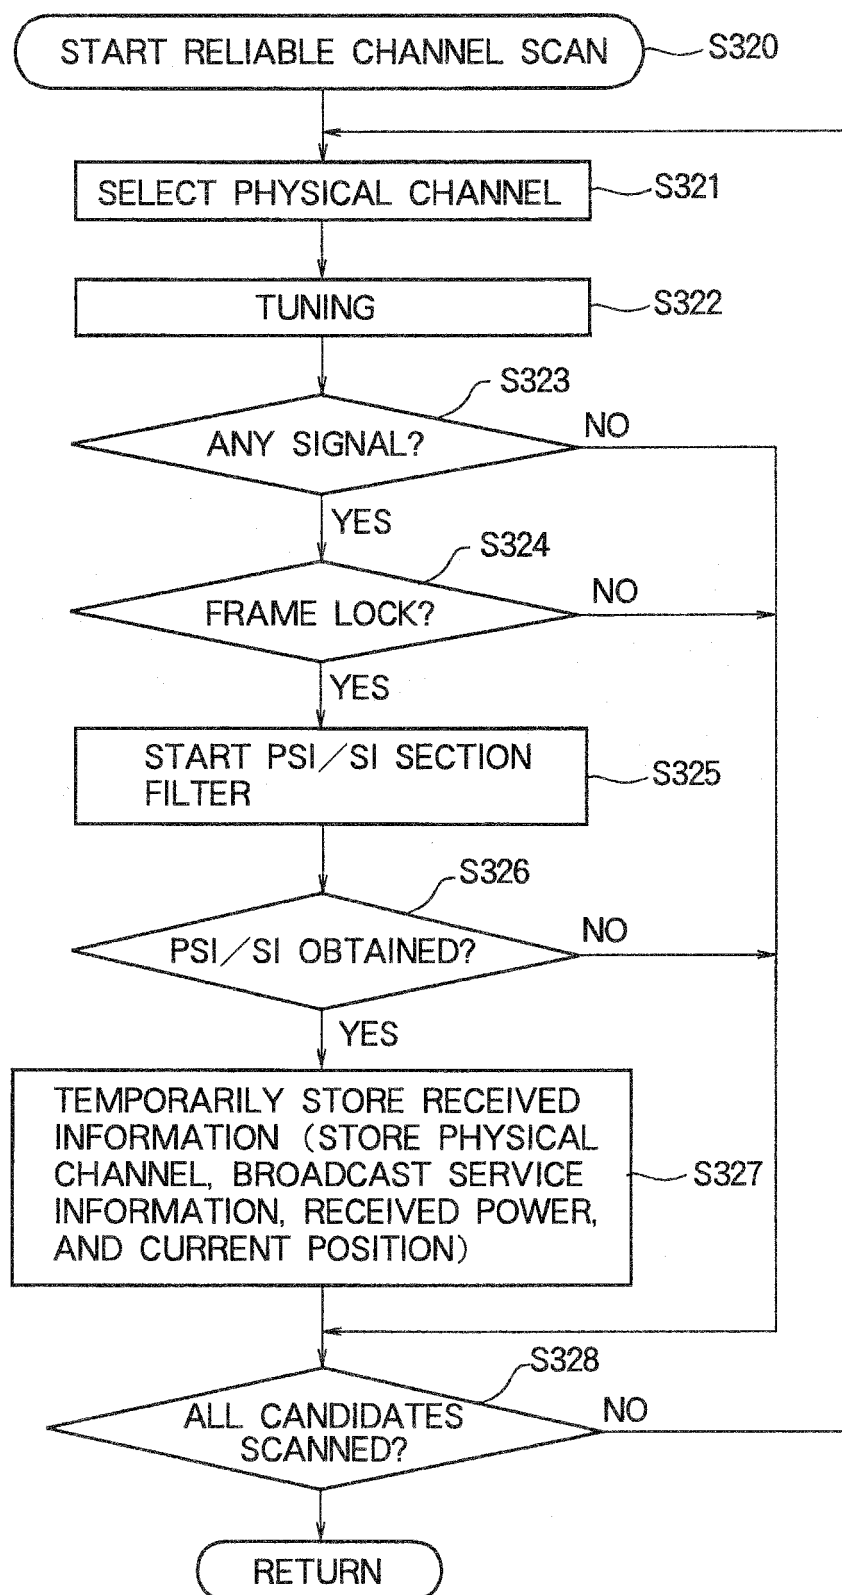 START RELIABLE CHANNEL SCAN
S320
SELECT PHYSICAL CHANNEL
S321
TUNING
S322
S323
ANY SIGNAL?
NO
YES
S324
FRAME LOCK?
NO
YES
START PSI/SI SECTION
FILTER
S325
S326
PSI/SI OBTAINED?
NO
YES
TEMPORARILY STORE RECEIVED
INFORMATION (STORE PHYSICAL
CHANNEL, BROADCAST SERVICE
INFORMATION, RECEIVED POWER,
AND CURRENT POSITION)
S327
S328
ALL CANDIDATES
SCANNED?
NO
RETURN